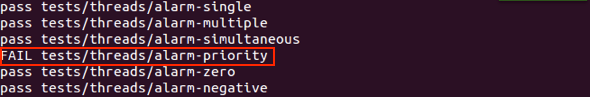 pass tests/threads/alarm-single
pass tests/threads/alarm-multiple
pass tests/threads/alarm-simultaneous
FAIL tests/threads/alarm-priority
pass tests/threads/alarm-zero
pass tests/threads/alarm-negative